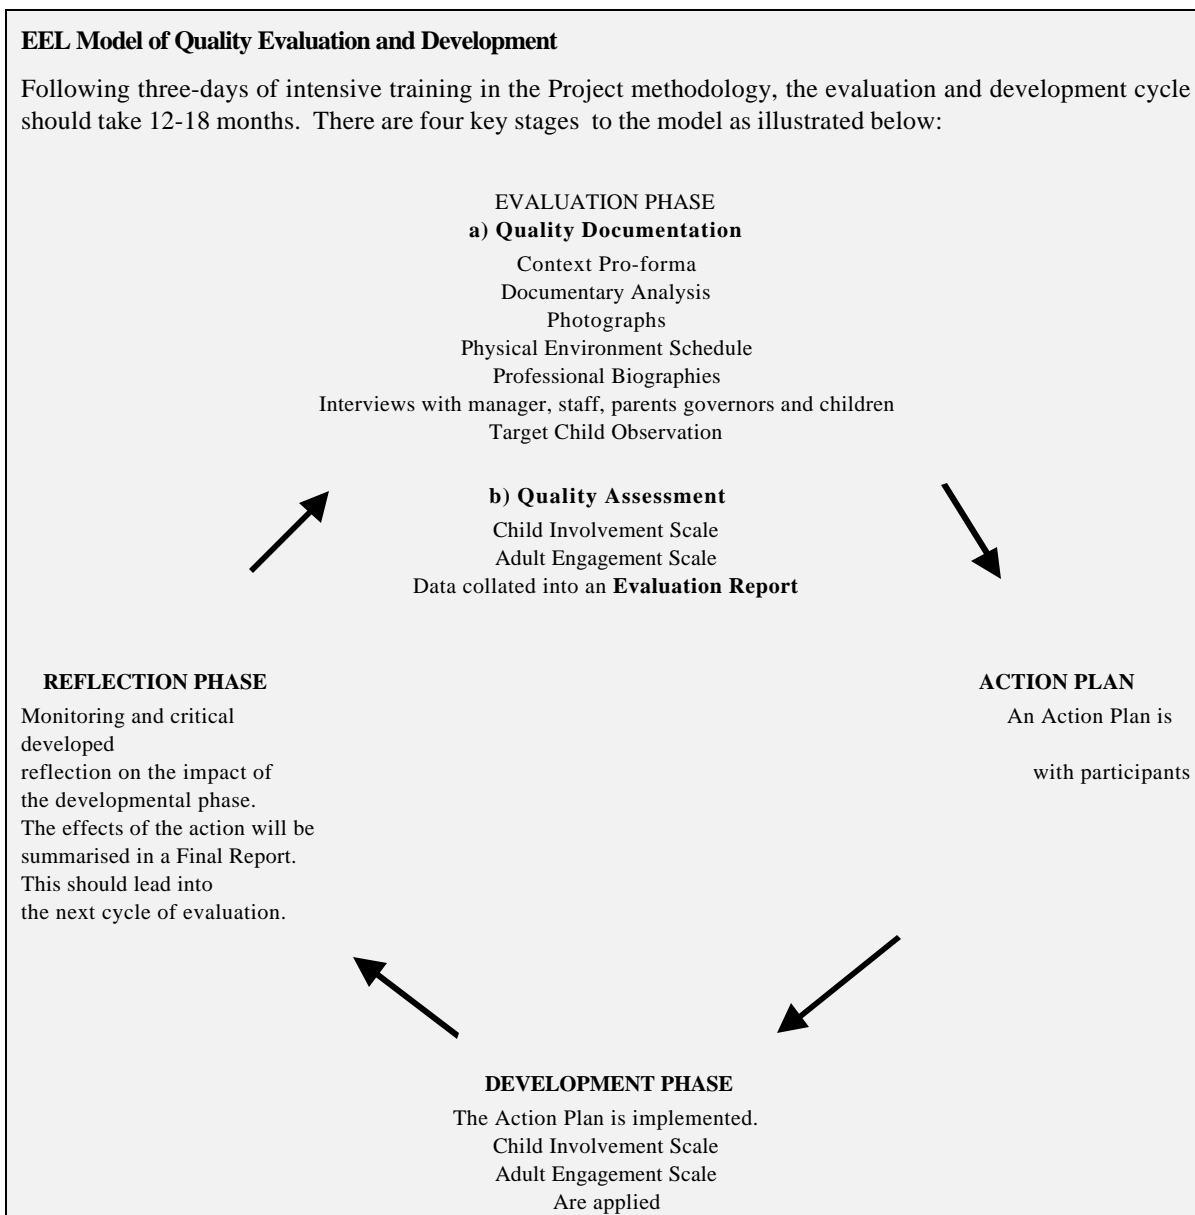 EEL Model of Quality Evaluation and Development
Following three-days of intensive training in the Project methodology, the evaluation and development cycle
should take 12-18 months. There are four key stages to the model as illustrated below:
EVALUATION PHASE
a) Quality Documentation
Context Pro-forma
Documentary Analysis
Photographs
Physical Environment Schedule
Professional Biographies
Interviews with manager, staff, parents governors and children
Target Child Observation
b) Quality Assessment
Child Involvement Scale
Adult Engagement Scale
Data collated into an Evaluation Report
REFLECTION PHASE ACTION PLAN
Monitoring and critical An Action Plan is
developed
reflection on the impact of with participants
the developmental phase.
The effects of the action will be
summarised in a Final Report.
This should lead into
the next cycle of evaluation.
DEVELOPMENT PHASE
The Action Plan is implemented.
Child Involvement Scale
Adult Engagement Scale
Are applied